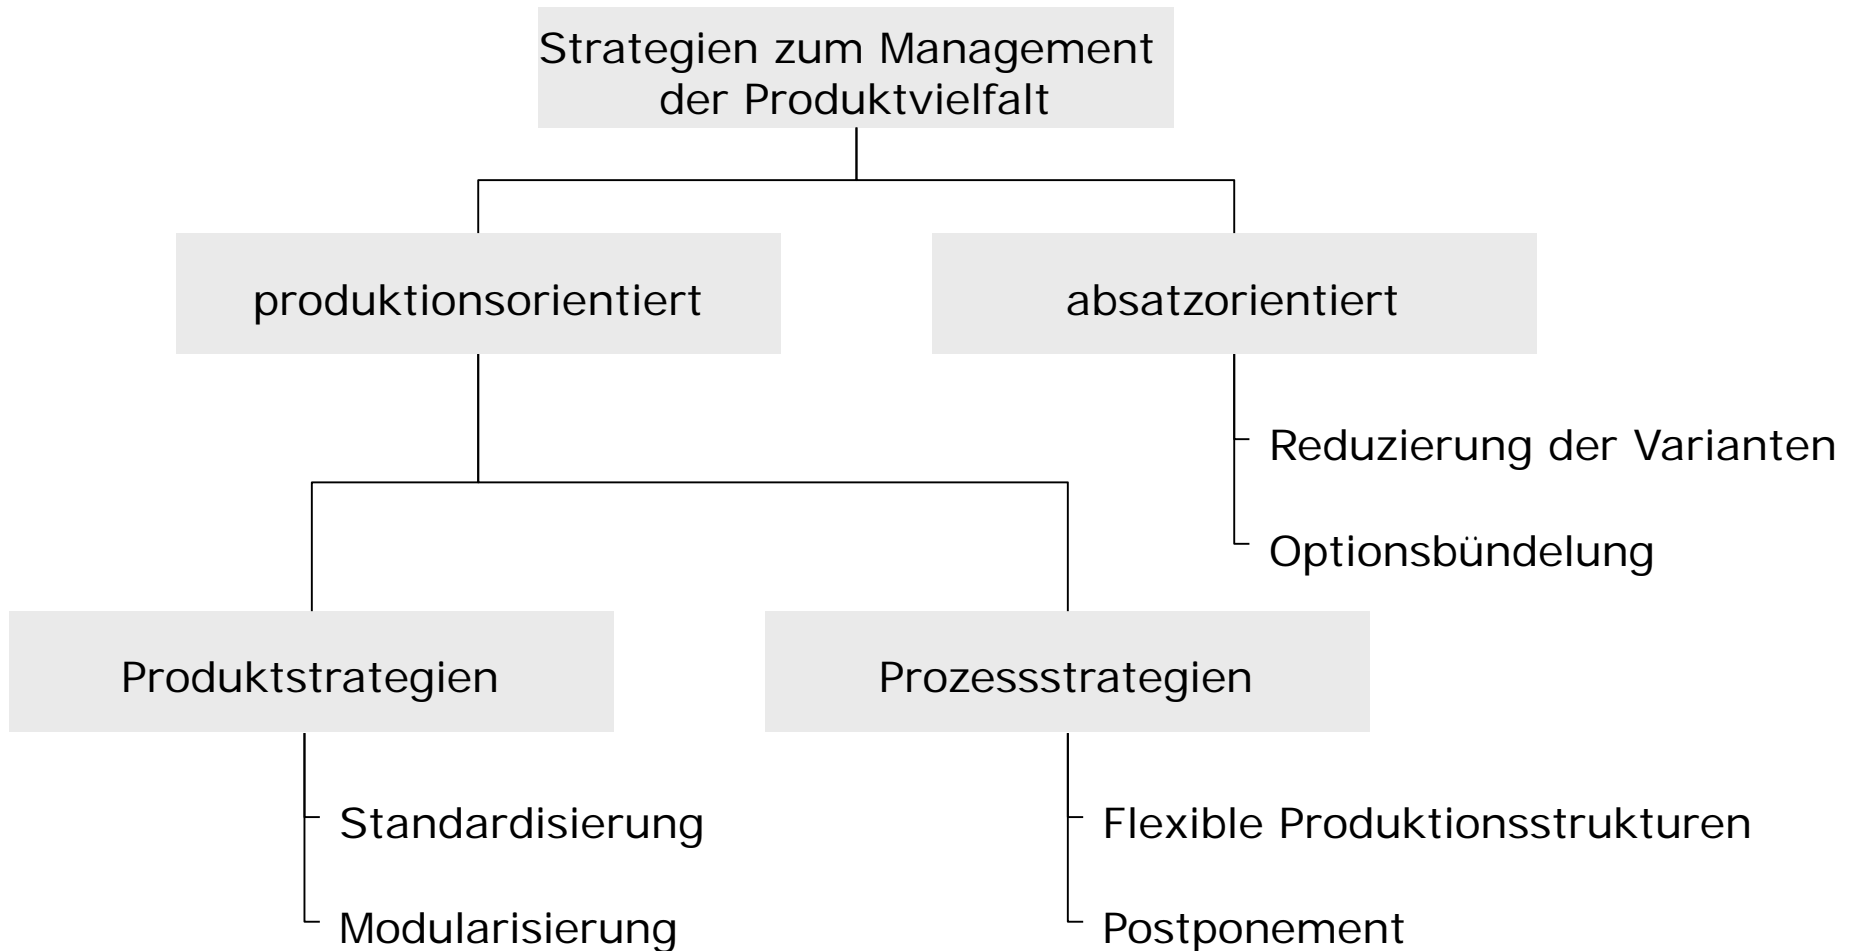 Strategien zum Management
der Produktvielfalt
produktionsorientiert
absatzorientiert
Reduzierung der Varianten
Optionsbündelung
Produktstrategien
Prozessstrategien
Standardisierung
Flexible Produktionsstrukturen
Modularisierung
Postponement